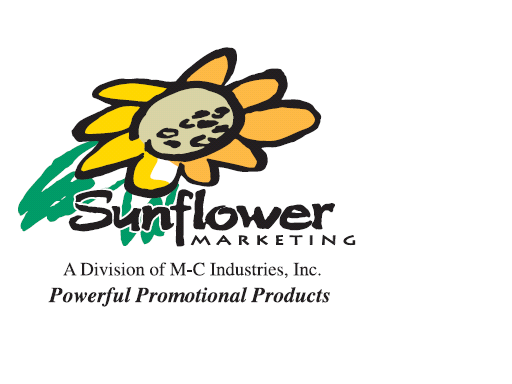 Sunflower
MARKETING
A Division of M-C Industries, Inc.
Powerful Promotional Products